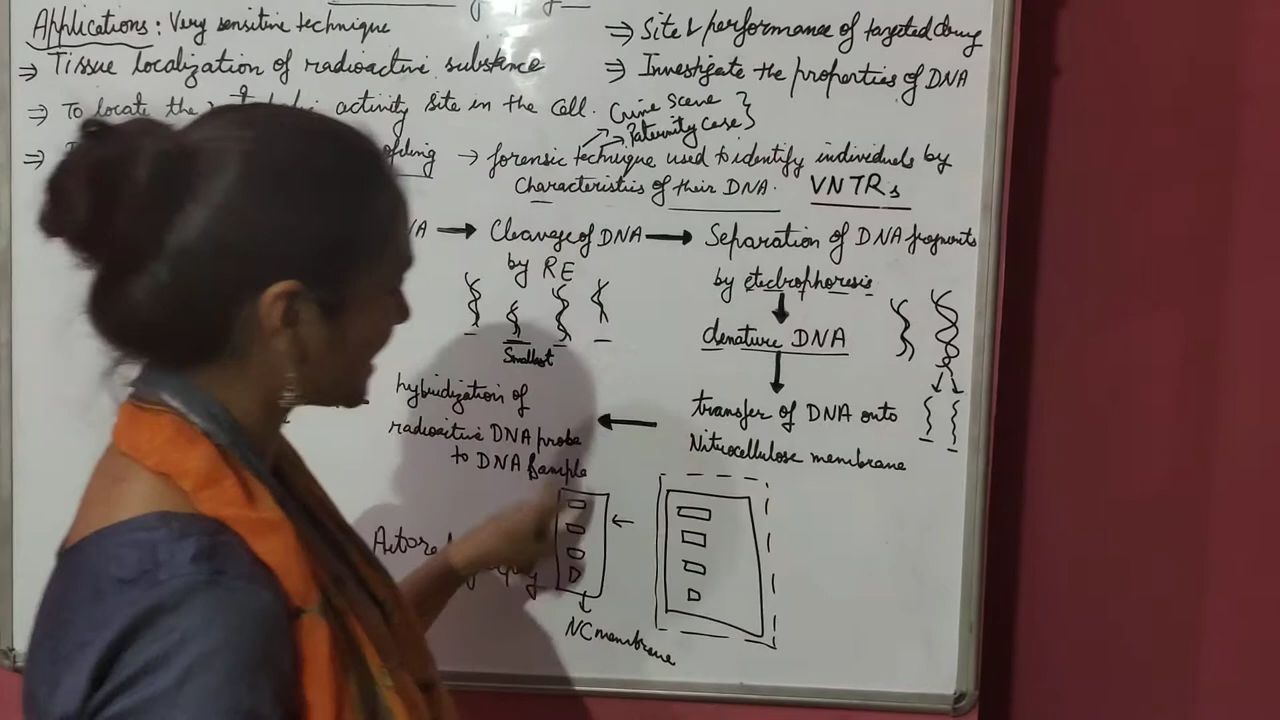 Applications: Very sensitive technique
⇒ Tissue localization of radioactive substance
⇒ To locate the activity site in the cell.
⇒ Site & performance of targeted drug
⇒ Investigate the properties of DNA
Crime Scene
Paternity Case
→ forensic technique used to identify individuals by
Characteristics of their DNA. VNTRs
→ Cleavage of DNA → Separation of DNA fragments
by RE
by electrophoresis
Smallest
denature DNA
transfer of DNA onto
Nitrocellulose membrane
hybridization of
radioactive DNA probe
to DNA Sample
NC membrane